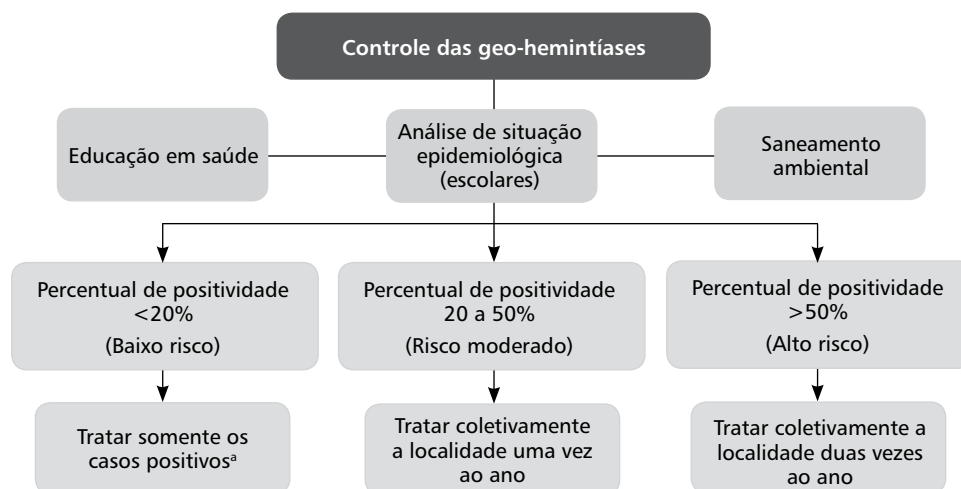 Controle das geo-hemintíases
Educação em saúde
Análise de situação
epidemiológica
(escolares)
Saneamento
ambiental
Percentual de positividade
<20%
(Baixo risco)
Percentual de positividade
20 a 50%
(Risco moderado)
Percentual de positividade
>50%
(Alto risco)
Tratar somente os
casos positivosª
Tratar coletivamente
a localidade uma vez
ao ano
Tratar coletivamente a
localidade duas vezes
ao ano